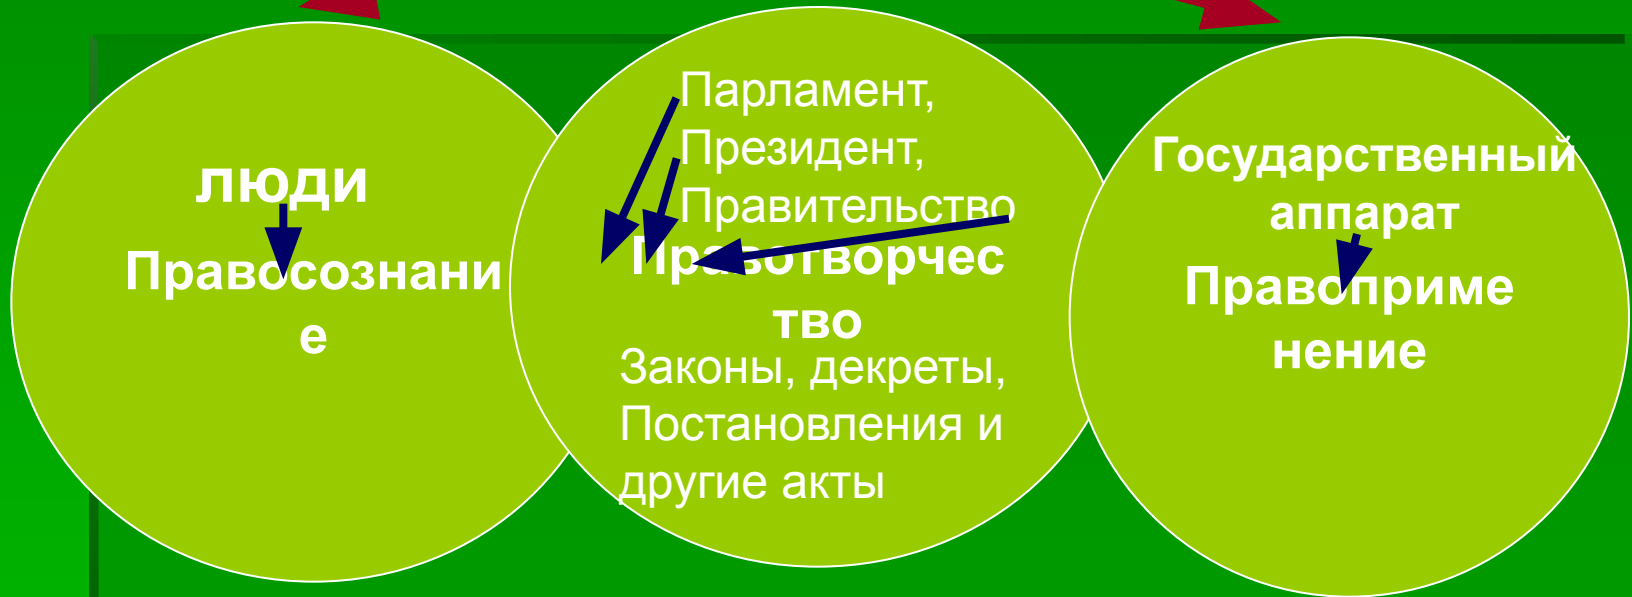 люди
Правосознани
е
Парламент,
Президент,
Правительство
Правотворчес
тво
Законы, декреты,
Постановления и
другие акты
Государственный
аппарат
Правоприме
нение